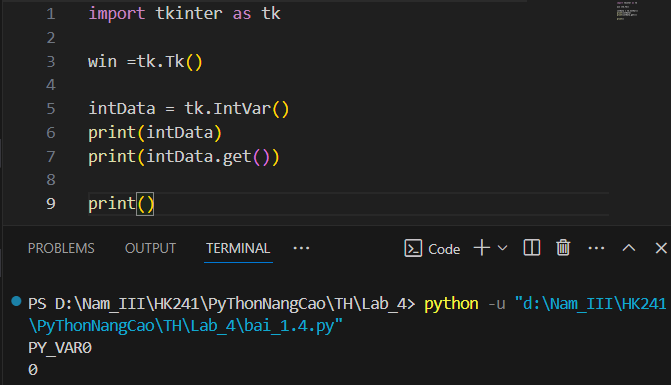 1 import tkinter as tk
2
3 win =tk.Tk()
4
5 intData = tk.IntVar()
6 print(intData)
7 print(intData.get())
8
9 print()
PROBLEMS OUTPUT TERMINAL ··· Code
PS D:\Nam_III\HK241\PyThonNangCao\TH\Lab_4> python -u "d:\Nam_III\HK241
\PyThonNangCao\TH\Lab_4\bai_1.4.py"
PY_VAR0
0